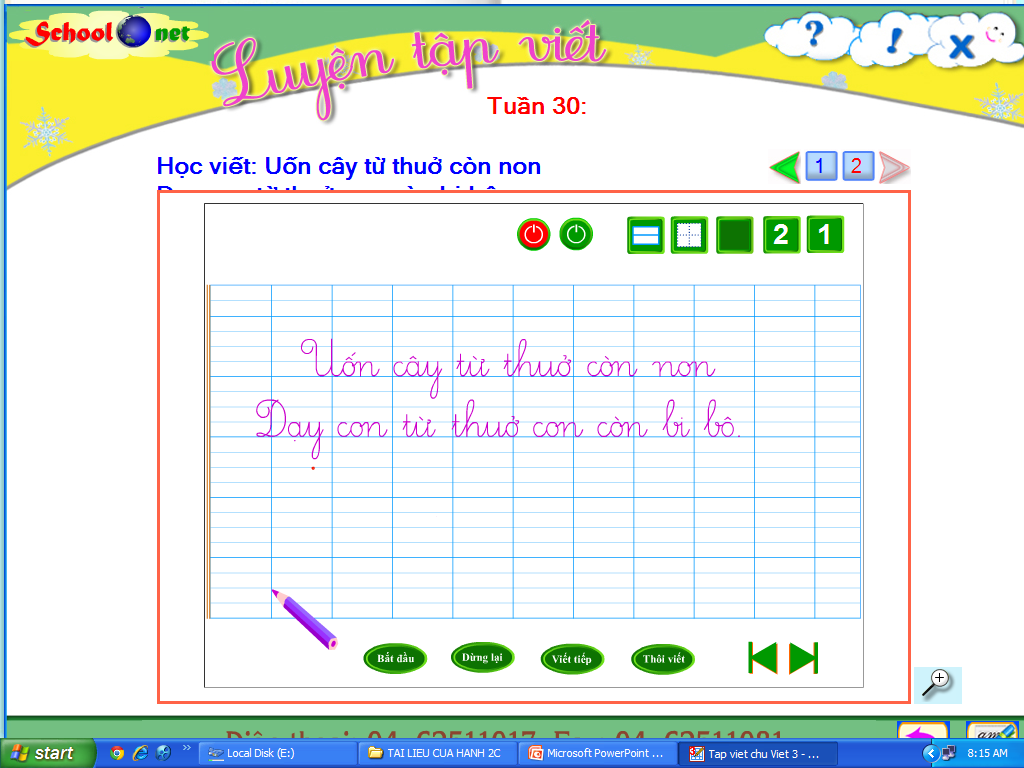 School net
Luyện tập viết
? ! X
Tuần 30:
Học viết: Uốn cây từ thuở còn non
1 2
2 1
Uốn cây từ thuở còn non
Dạy con từ thuở con còn bi bô.
Bắt đầu Dừng lại Viết tiếp Thôi viết
start
Local Disk (E:) TAI LIEU CUA HANH 2C Microsoft PowerPoint ... Tap viet chu Viet 3 - ... 8:15 AM